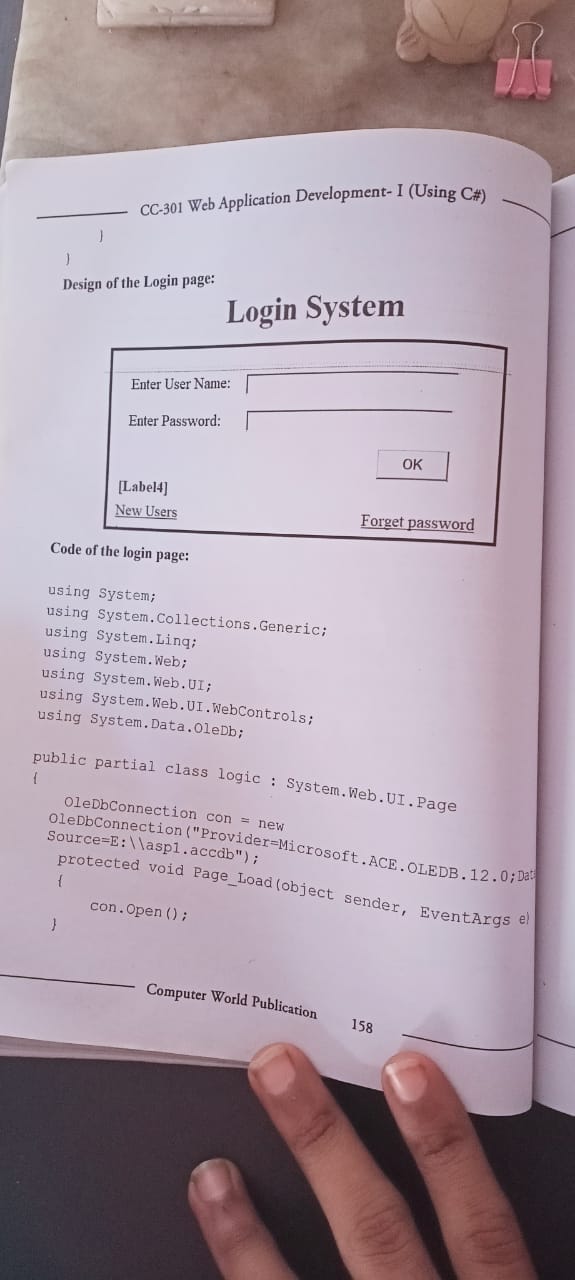 CC-301 Web Application Development- I (Using C#)
}
}
Design of the Login page:
Login System
Enter User Name:
Enter Password:
OK
[Label4]
New Users
Forget password
Code of the login page:
using System;
using System.Collections.Generic;
using System.Linq;
using System.Web;
using System.Web.UI;
using System.Web.UI.WebControls;
using System.Data.OleDb;
public partial class logic : System.Web.UI.Page
{
OleDbConnection con = new
OleDbConnection("Provider=Microsoft.ACE.OLEDB.12.0;Dat
Source=E:\\asp1.accdb");
protected void Page_Load(object sender, EventArgs e)
{
con.Open();
}
Computer World Publication
158